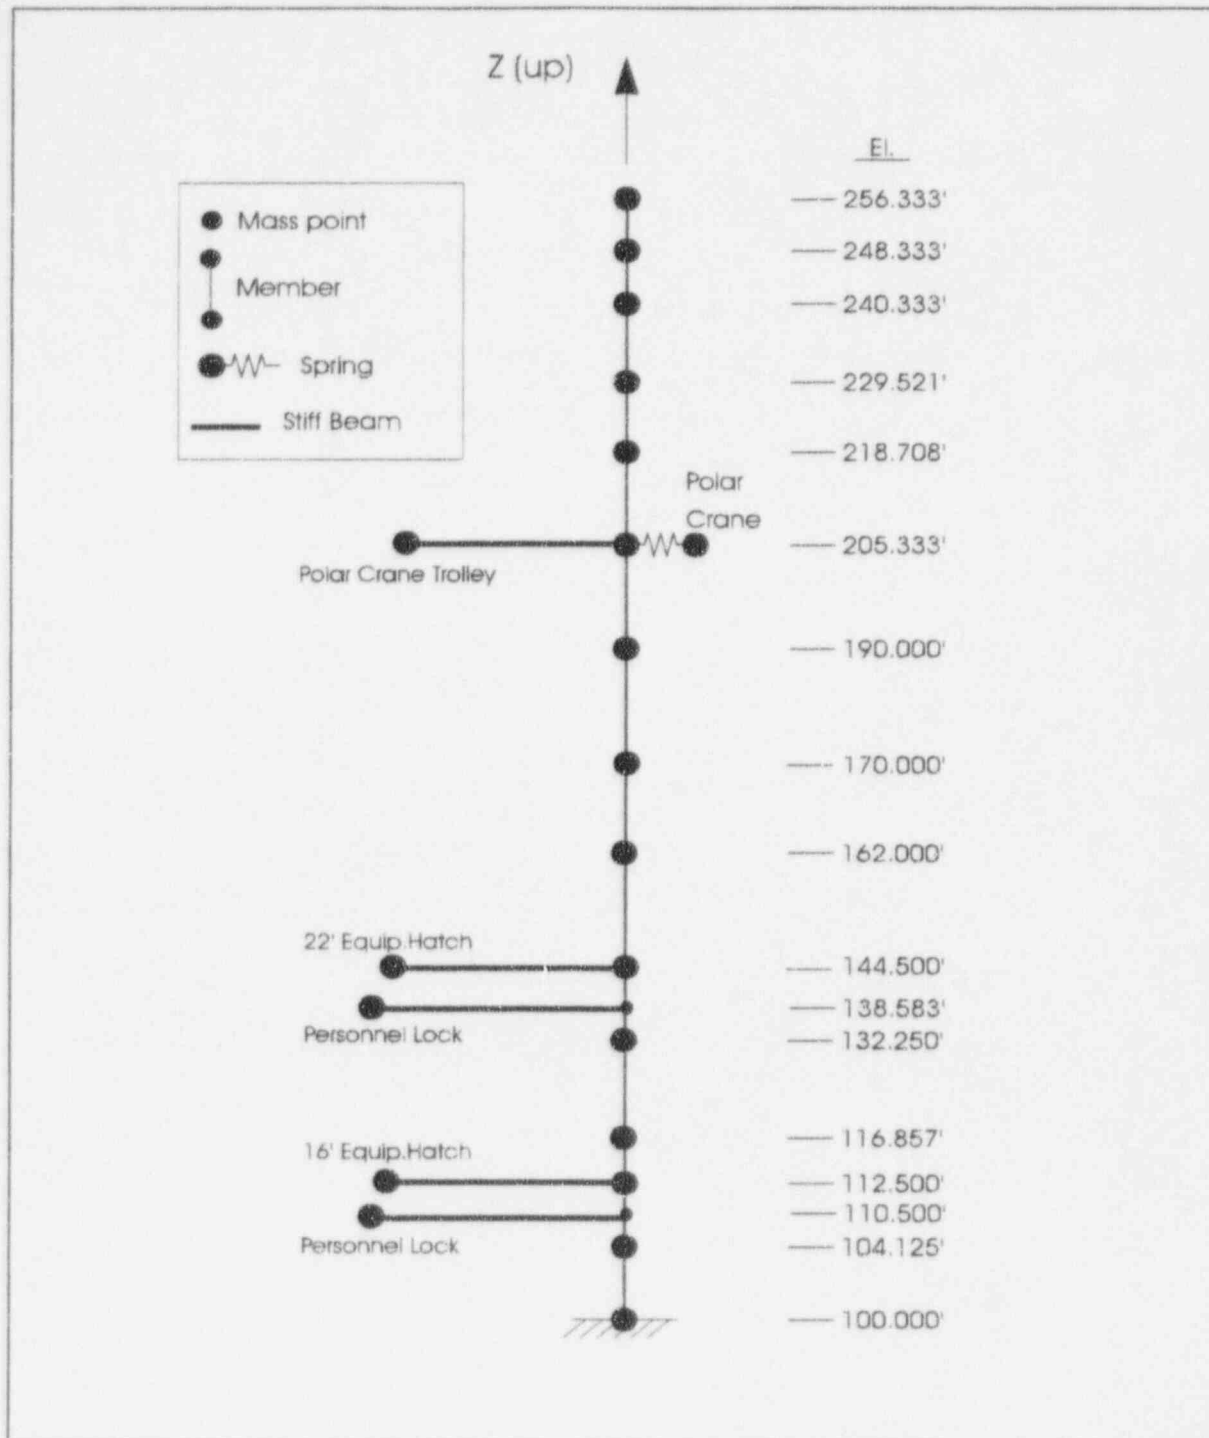 Z (up)
El.
256.333'
Mass point
248.333'
Member
240.333'
Spring
229.521'
Stiff Beam
218.708'
Polar
Crane
205.333'
Polar Crane Trolley
190.000'
170.000'
162.000'
22' Equip.Hatch
144.500'
138.583'
Personnel Lock
132.250'
116.857'
16' Equip.Hatch
112.500'
110.500'
Personnel Lock
104.125'
100.000'